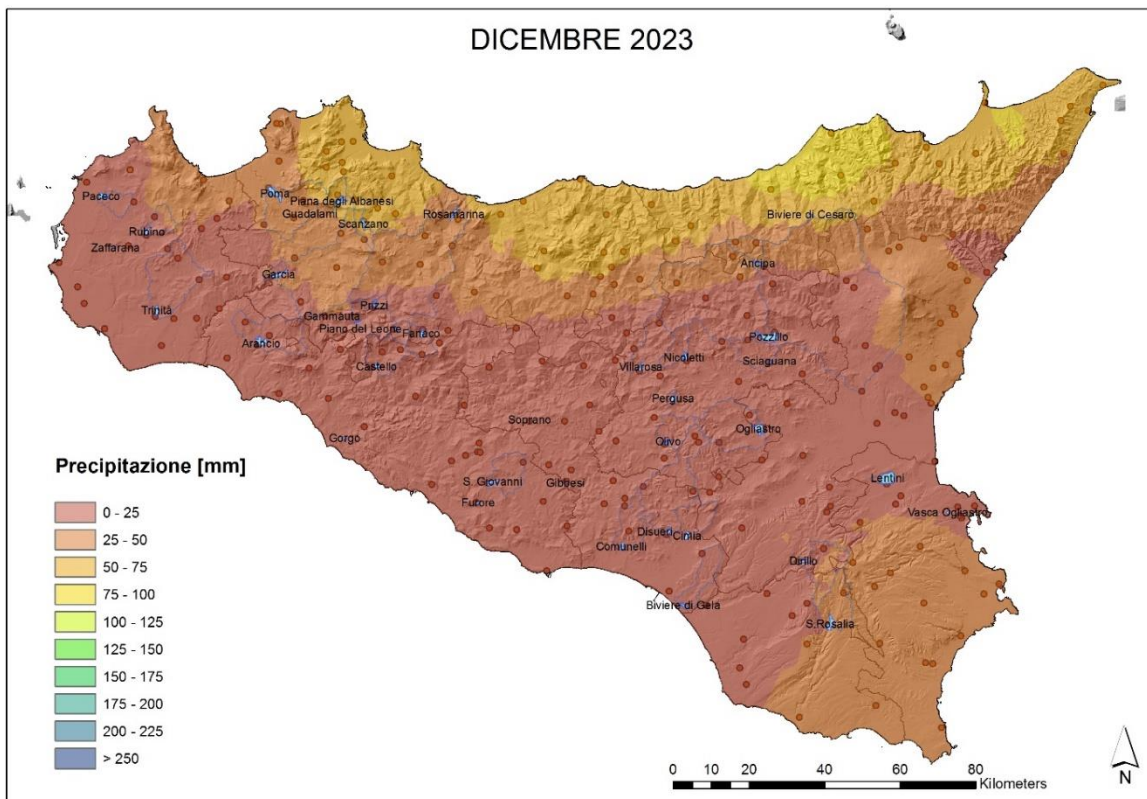 DICEMBRE 2023
Paceco
Poma
Piana degli Albanesi
Guadalami
Rosamarina
Scanzano
Biviere di Cesarò
Rubino
Zaffarana
Garcia
Ancipa
Trinità
Gammauta
Prizzi
Piano del Leone
Fanaco
Arancio
Castello
Pozzillo
Nicoletti
Sciaguana
Villarosa
Pergusa
Soprano
Ogliastro
Gorgo
Olivo
Precipitazione [mm]
S. Giovanni
Gibbesi
Lentini
Furore
Vasca Ogliastro
0 - 25
25 - 50
50 - 75
75 - 100
100 - 125
125 - 150
150 - 175
175 - 200
200 - 225
> 250
Disueri
Cimia
Comunelli
Dirillo
Biviere di Gela
S.Rosalia
N
0 5 10 20 40 60 80
Kilometers